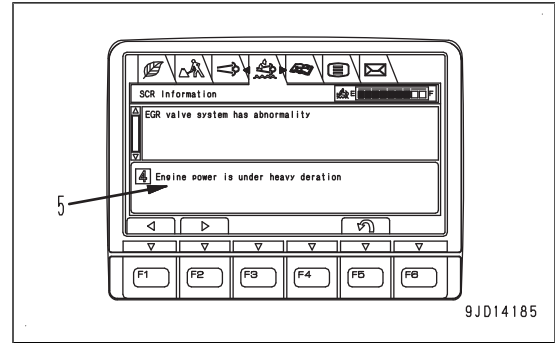 SCR Information
E F
EGR valve system has abnormality
4 Engine power is under heavy deration
5
F1 F2 F3 F4 F5 F6
9JD14185